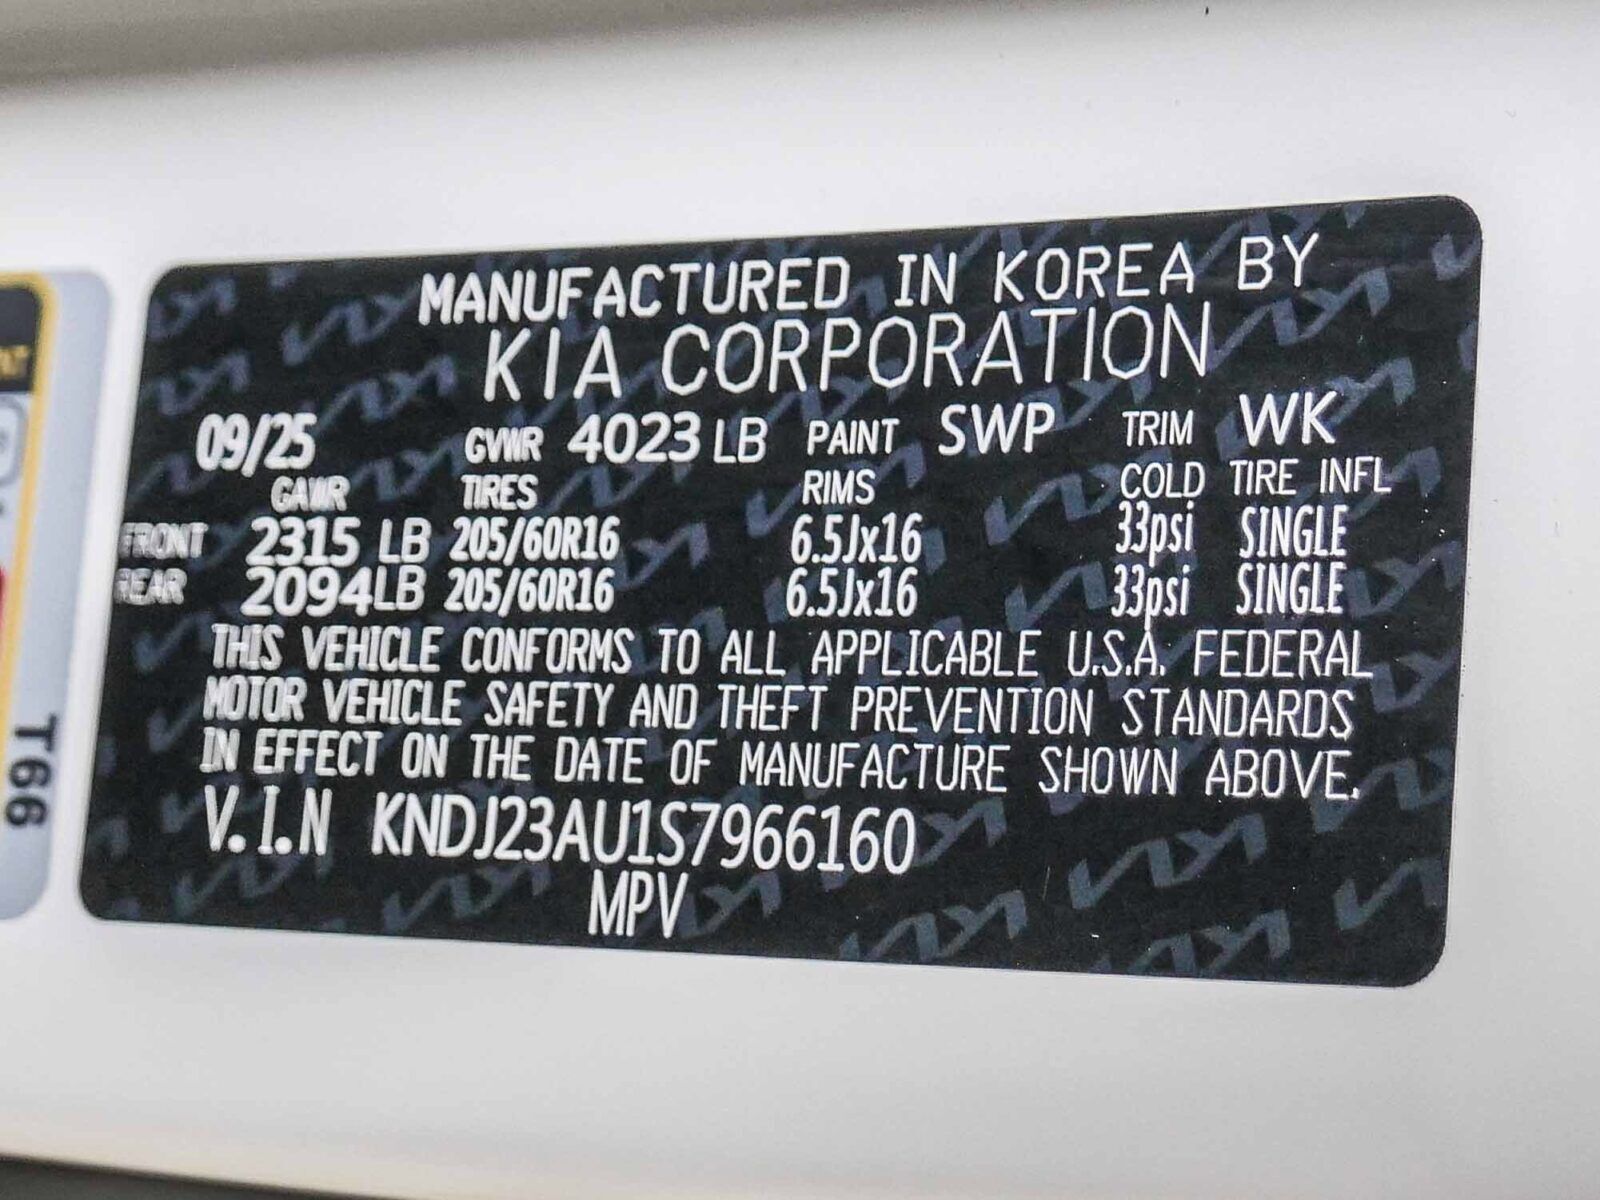 MANUFACTURED IN KOREA BY
KIA CORPORATION
09/25 GVWR 4023 LB PAINT SWP TRIM WK
GAWR TIRES RIMS COLD TIRE INFL
FRONT 2315 LB 205/60R16 6.5Jx16 33psi SINGLE
REAR 2094LB 205/60R16 6.5Jx16 33psi SINGLE
THIS VEHICLE CONFORMS TO ALL APPLICABLE U.S.A. FEDERAL
MOTOR VEHICLE SAFETY AND THEFT PREVENTION STANDARDS
IN EFFECT ON THE DATE OF MANUFACTURE SHOWN ABOVE.
V.I.N KNDJ23AU1S7966160
MPV
T66